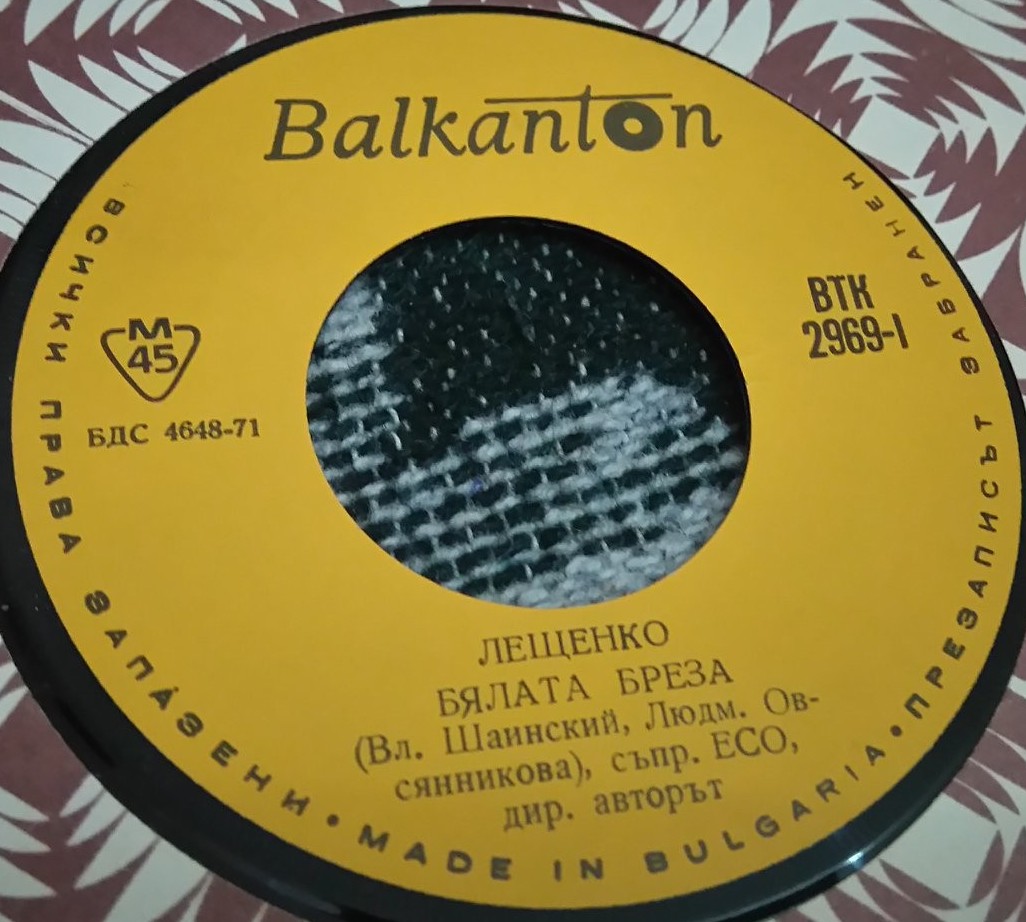 Balkanton
ВТК
2969-I
М
45
БДС 4648-71
ЛЕЩЕНКО
БЯЛАТА БРЕЗА
(Вл. Шаинский, Людм. Ов-
сянникова), съпр. ЕСО,
дир. авторът
ВСИЧКИ ПРАВА ЗАПАЗЕНИ • MADE IN BULGARIA • ПРЕЗАПИСЪТ ЗАБРАНЕН